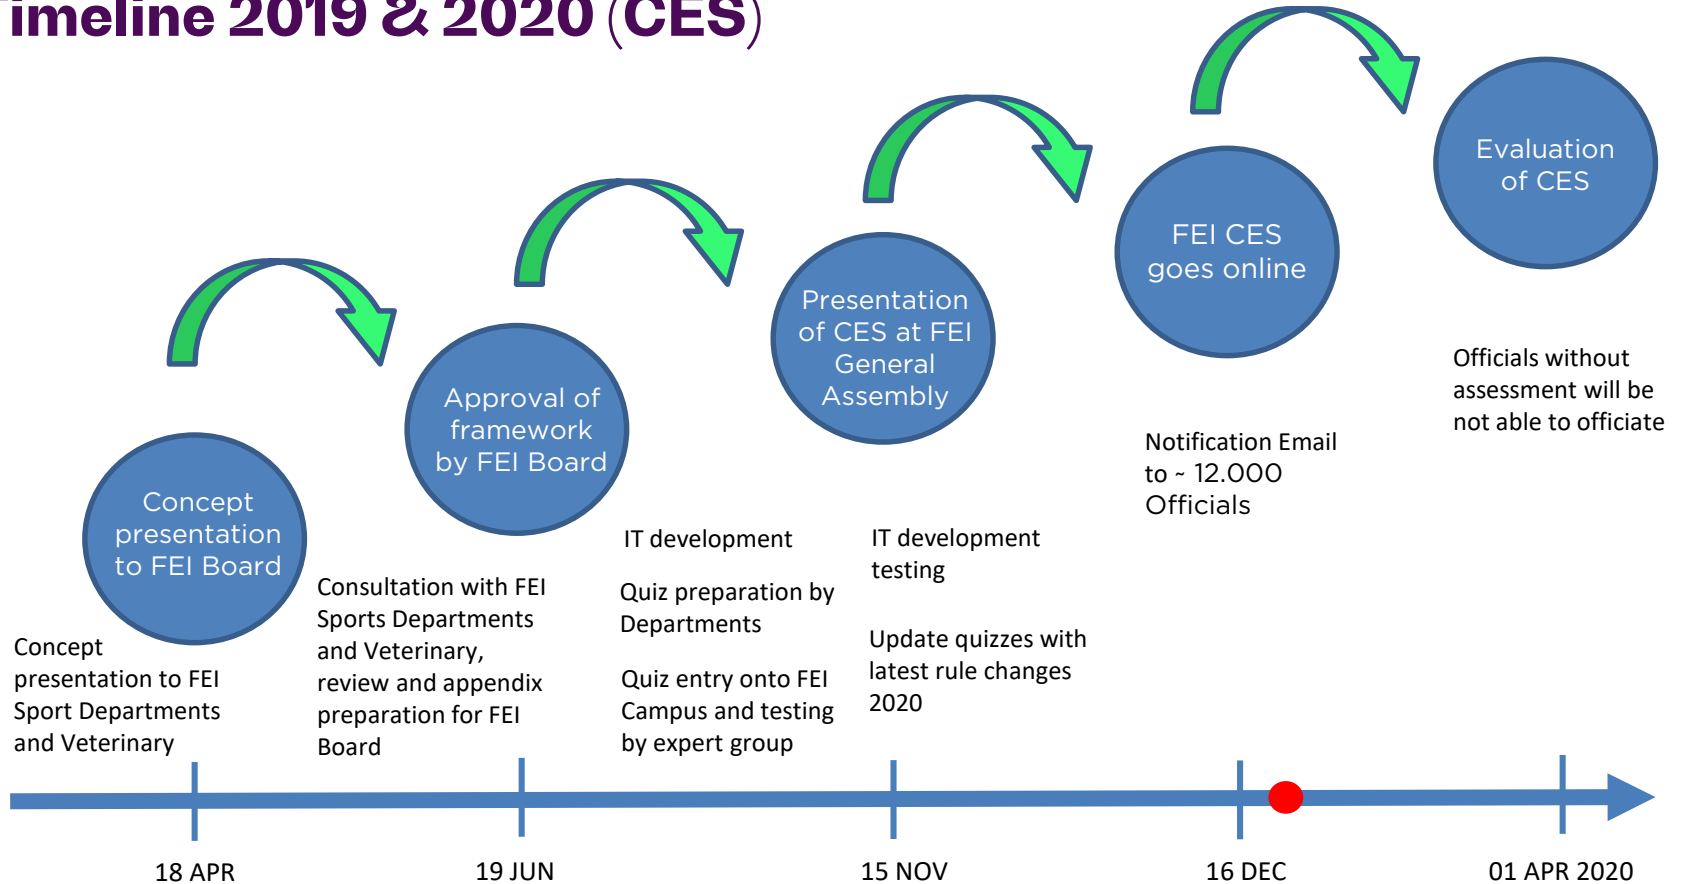 Timeline 2019 & 2020 (CES)
Evaluation
of CES
FEI CES
goes online
Presentation
of CES at FEI
General
Assembly
Approval of
framework
by FEI Board
Concept
presentation
to FEI Board
Officials without
assessment will be
not able to officiate
Notification Email
to ~ 12.000
Officials
IT development
testing
Update quizzes with
latest rule changes
2020
IT development
Quiz preparation by
Departments
Quiz entry onto FEI
Campus and testing
by expert group
Consultation with FEI
Sports Departments
and Veterinary,
review and appendix
preparation for FEI
Board
Concept
presentation to FEI
Sport Departments
and Veterinary
18 APR
19 JUN
15 NOV
16 DEC
01 APR 2020